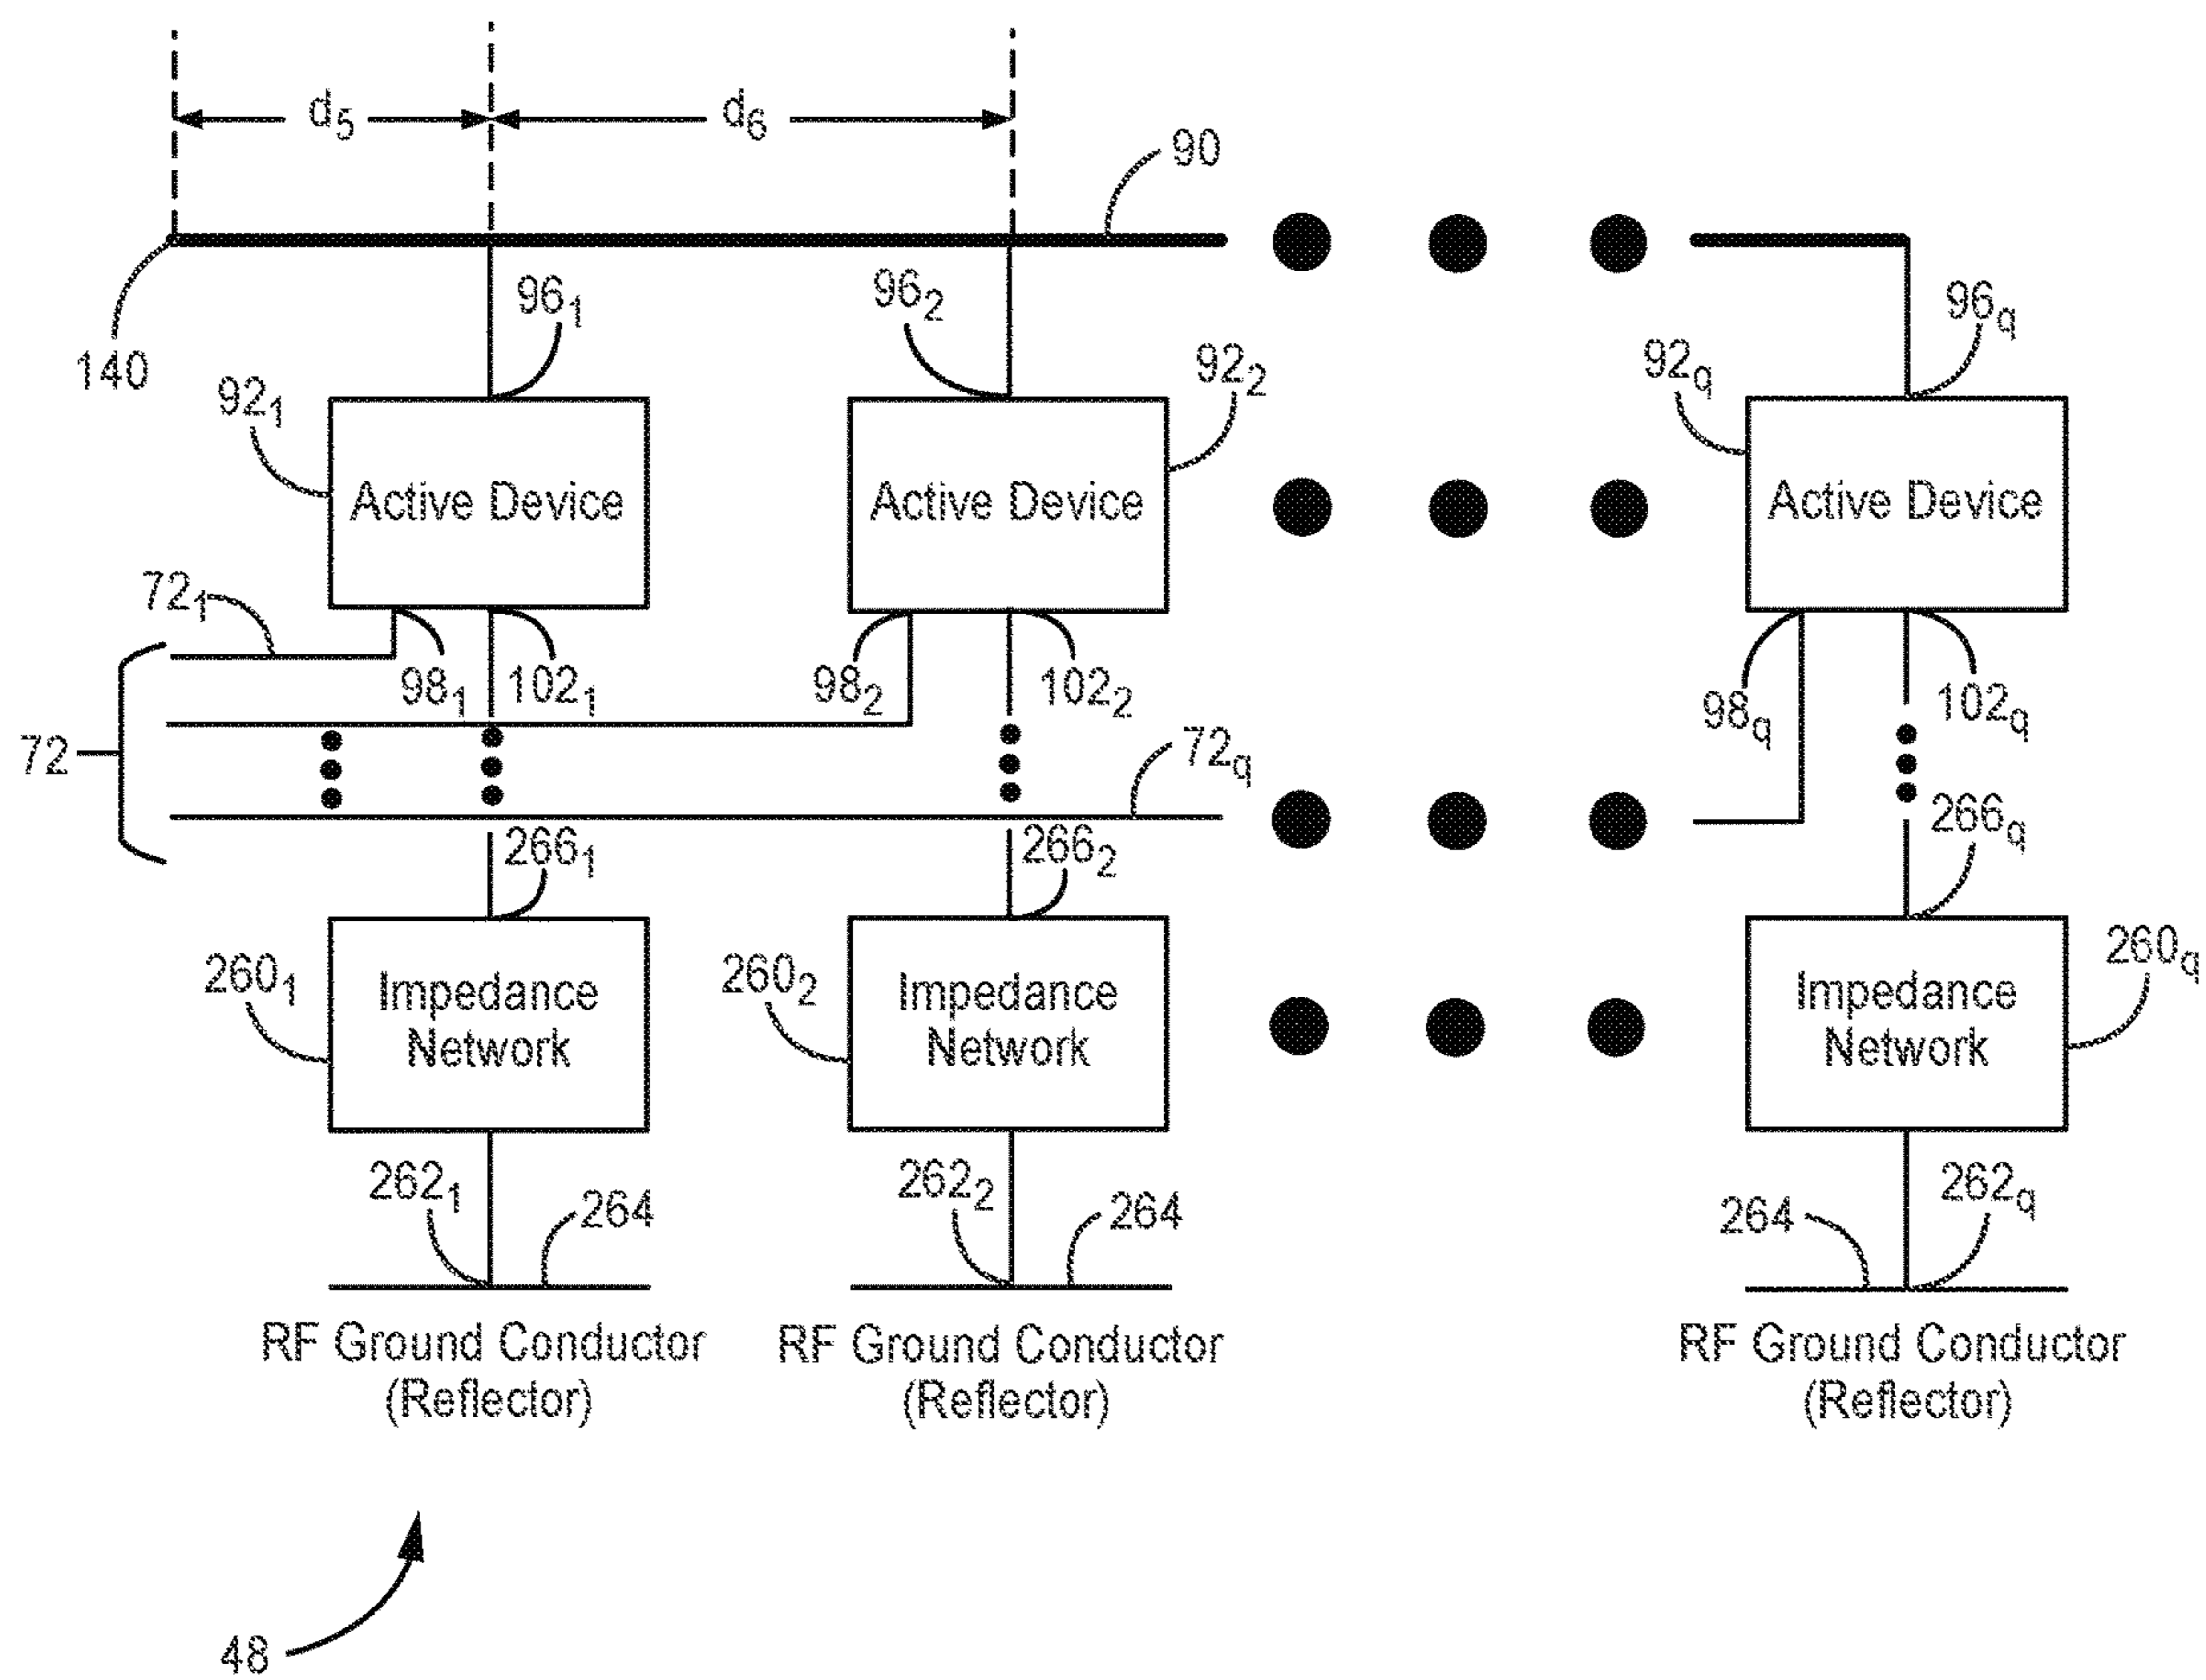 d5 d6
90
140
961 962 96q
921 922 92q
Active Device Active Device Active Device
721
981 1021 982 1022 98q 102q
72
72q
2661 2662 266q
2601 2602 260q
Impedance Impedance Impedance
Network Network Network
2621 264 2622 264 264 262q
RF Ground Conductor RF Ground Conductor RF Ground Conductor
(Reflector) (Reflector) (Reflector)
48